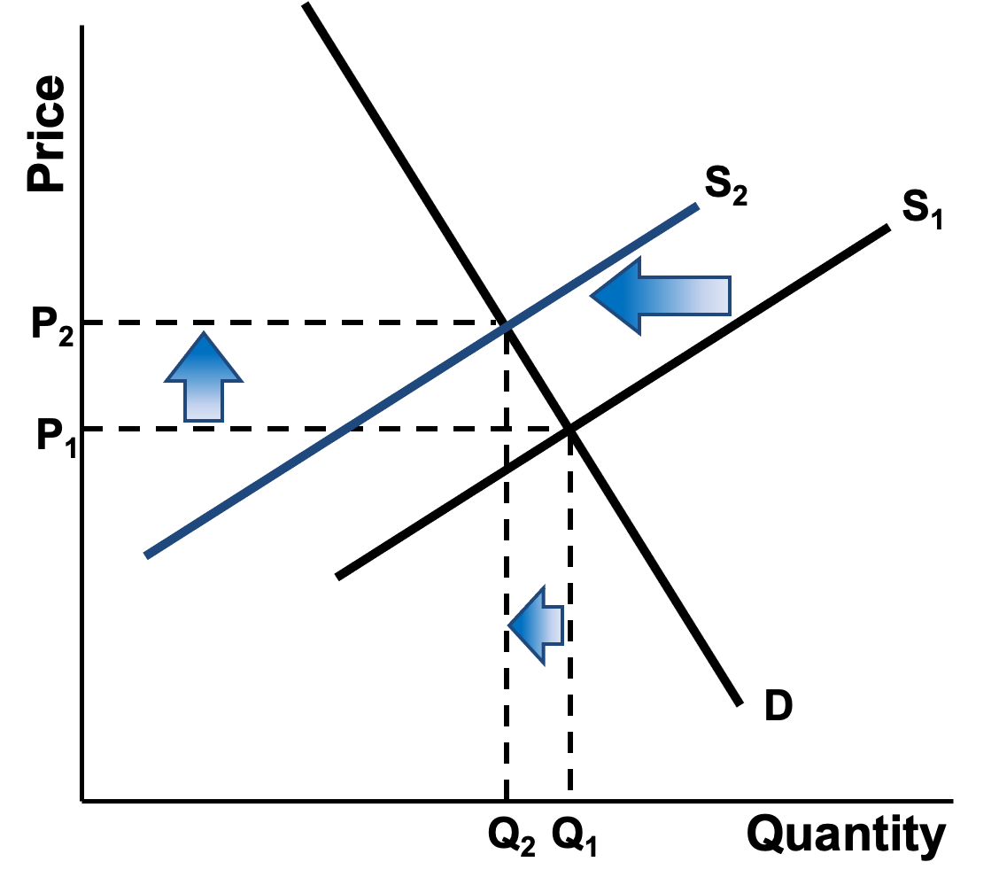 Price
S₂
S₁
P₂
P₁
D
Q₂ Q₁
Quantity